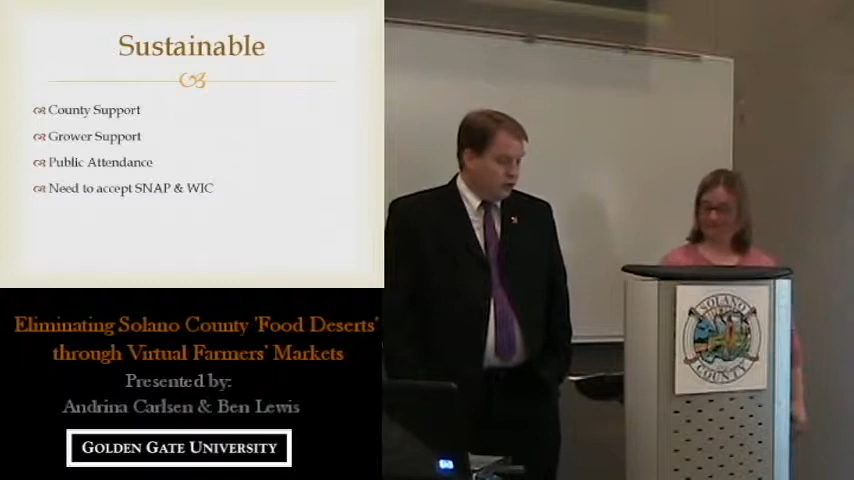 Sustainable
County Support
Grower Support
Public Attendance
Need to accept SNAP & WIC
Eliminating Solano County 'Food Deserts'
through Virtual Farmers' Markets
Presented by:
Andrina Carlsen & Ben Lewis
GOLDEN GATE UNIVERSITY
SOLANO
COUNTY